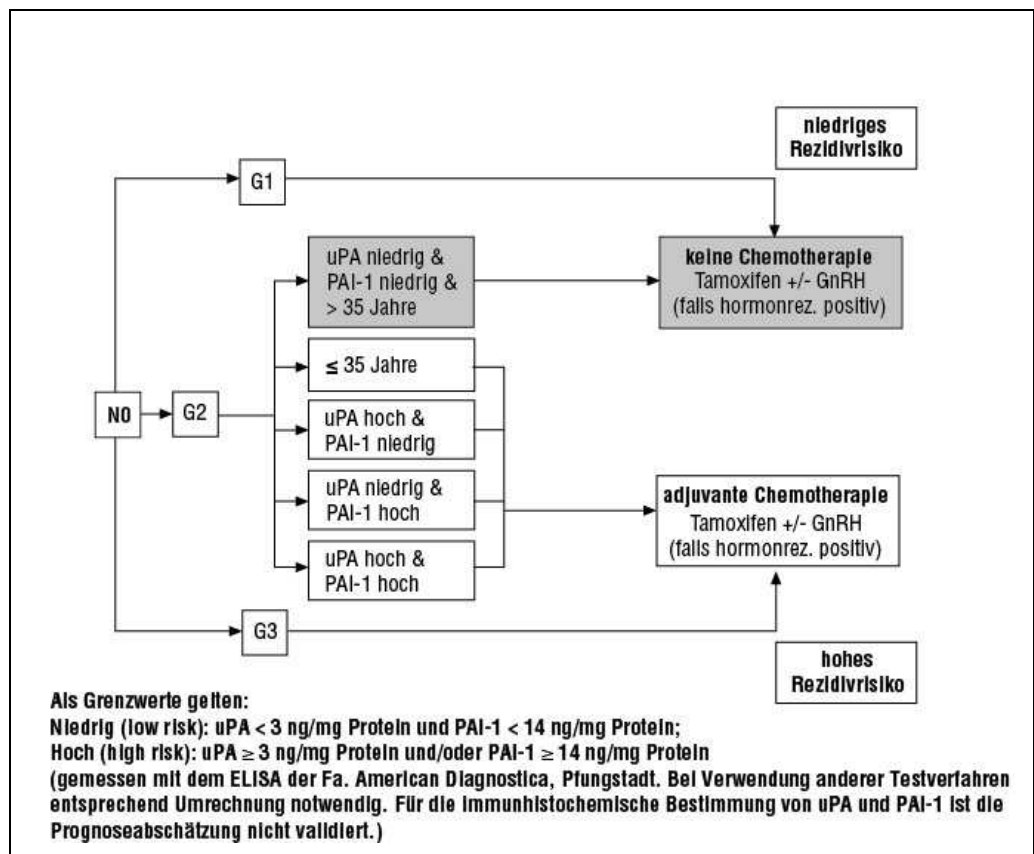 niedriges
Rezidivrisiko
G1
uPA niedrig &
PAI-1 niedrig &
> 35 Jahre
keine Chemotherapie
Tamoxifen +/- GnRH
(falls hormonrez. positiv)
≤ 35 Jahre
N0
G2
uPA hoch &
PAI-1 niedrig
uPA niedrig &
PAI-1 hoch
adjuvante Chemotherapie
Tamoxifen +/- GnRH
(falls hormonrez. positiv)
uPA hoch &
PAI-1 hoch
G3
hohes
Rezidivrisiko
Als Grenzwerte gelten:
Niedrig (low risk): uPA < 3 ng/mg Protein und PAI-1 < 14 ng/mg Protein;
Hoch (high risk): uPA ≥ 3 ng/mg Protein und/oder PAI-1 ≥ 14 ng/mg Protein
(gemessen mit dem ELISA der Fa. American Diagnostica, Pfungstadt. Bei Verwendung anderer Testverfahren
entsprechend Umrechnung notwendig. Für die immunhistochemische Bestimmung von uPA und PAI-1 ist die
Prognoseabschätzung nicht validiert.)